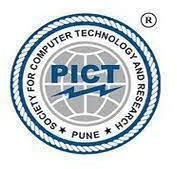 ®
SOCIETY FOR COMPUTER TECHNOLOGY AND RESEARCH
PICT
★ PUNE ★